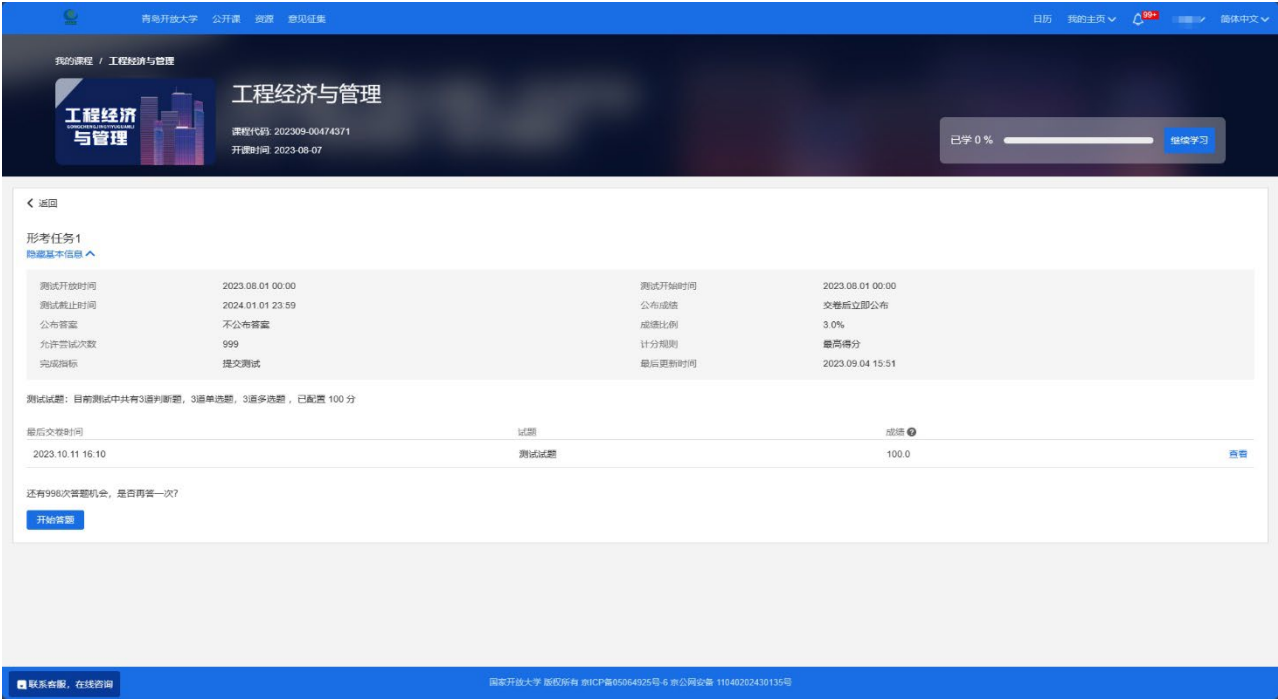 青岛开放大学 公开课 资源 意见征集 日历 我的主页 99+ 简体中文
我的课程 / 工程经济与管理
工程经济
GONGCHENGJINGJIYUGUANLI
与管理
工程经济与管理
课程代码: 202309-00474371
开课时间: 2023-08-07
已学 0 % 继续学习
返回
形考任务1
隐藏基本信息
测试开放时间 2023.08.01 00:00 测试开始时间 2023.08.01 00:00
测试截止时间 2024.01.01 23:59 公布成绩 交卷后立即公布
公布答案 不公布答案 成绩比例 3.0%
允许尝试次数 999 计分规则 最高得分
完成指标 提交测试 最后更新时间 2023.09.04 15:51
测试试题：目前测试中共有3道判断题，3道单选题，3道多选题 ，已配置 100 分
最后交卷时间 试题 成绩
2023.10.11 16:10 测试试题 100.0 查看
还有998次答题机会，是否再答一次?
开始答题
联系客服，在线咨询 国家开放大学 版权所有 京ICP备05064925号-6 京公网安备 11040202430135号